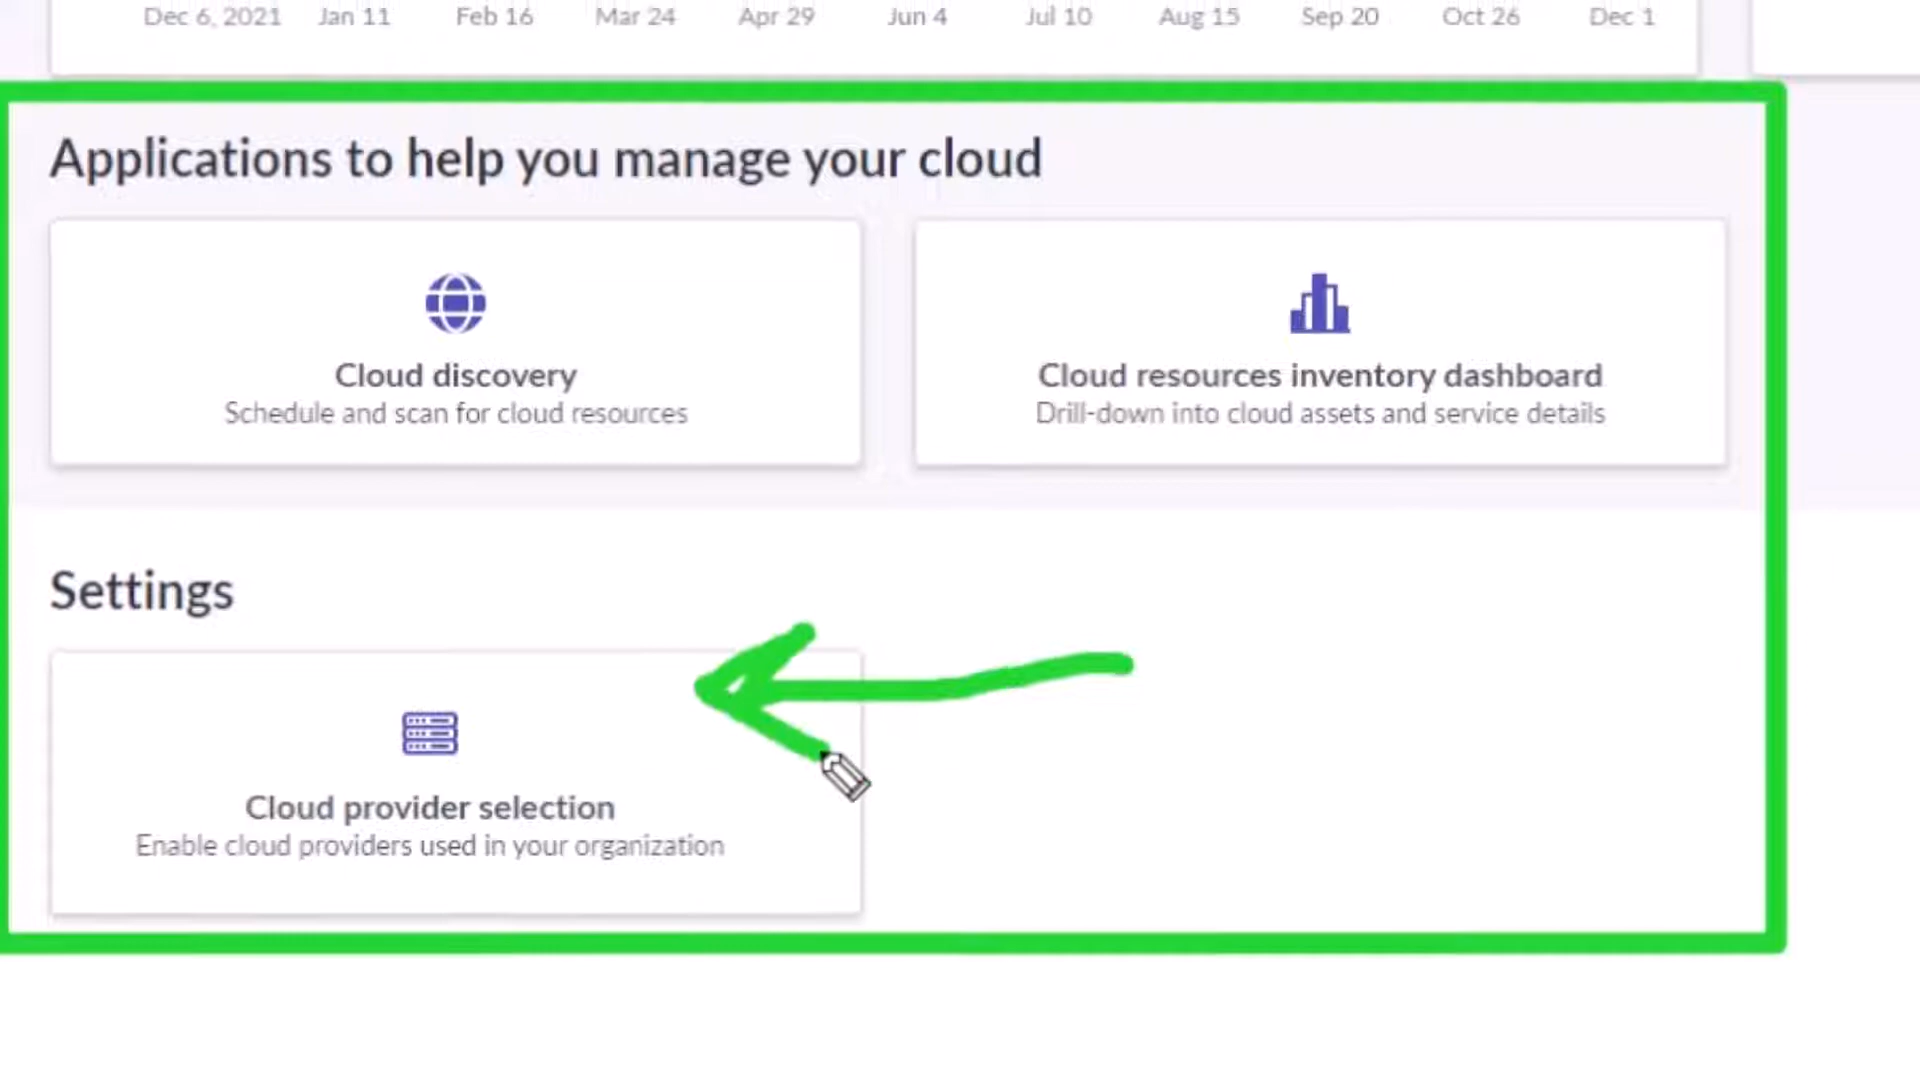 Dec 6, 2021 Jan 11 Feb 16 Mar 24 Apr 29 Jun 4 Jul 10 Aug 15 Sep 20 Oct 26 Dec 1
Applications to help you manage your cloud
Cloud discovery
Schedule and scan for cloud resources
Cloud resources inventory dashboard
Drill-down into cloud assets and service details
Settings
Cloud provider selection
Enable cloud providers used in your organization